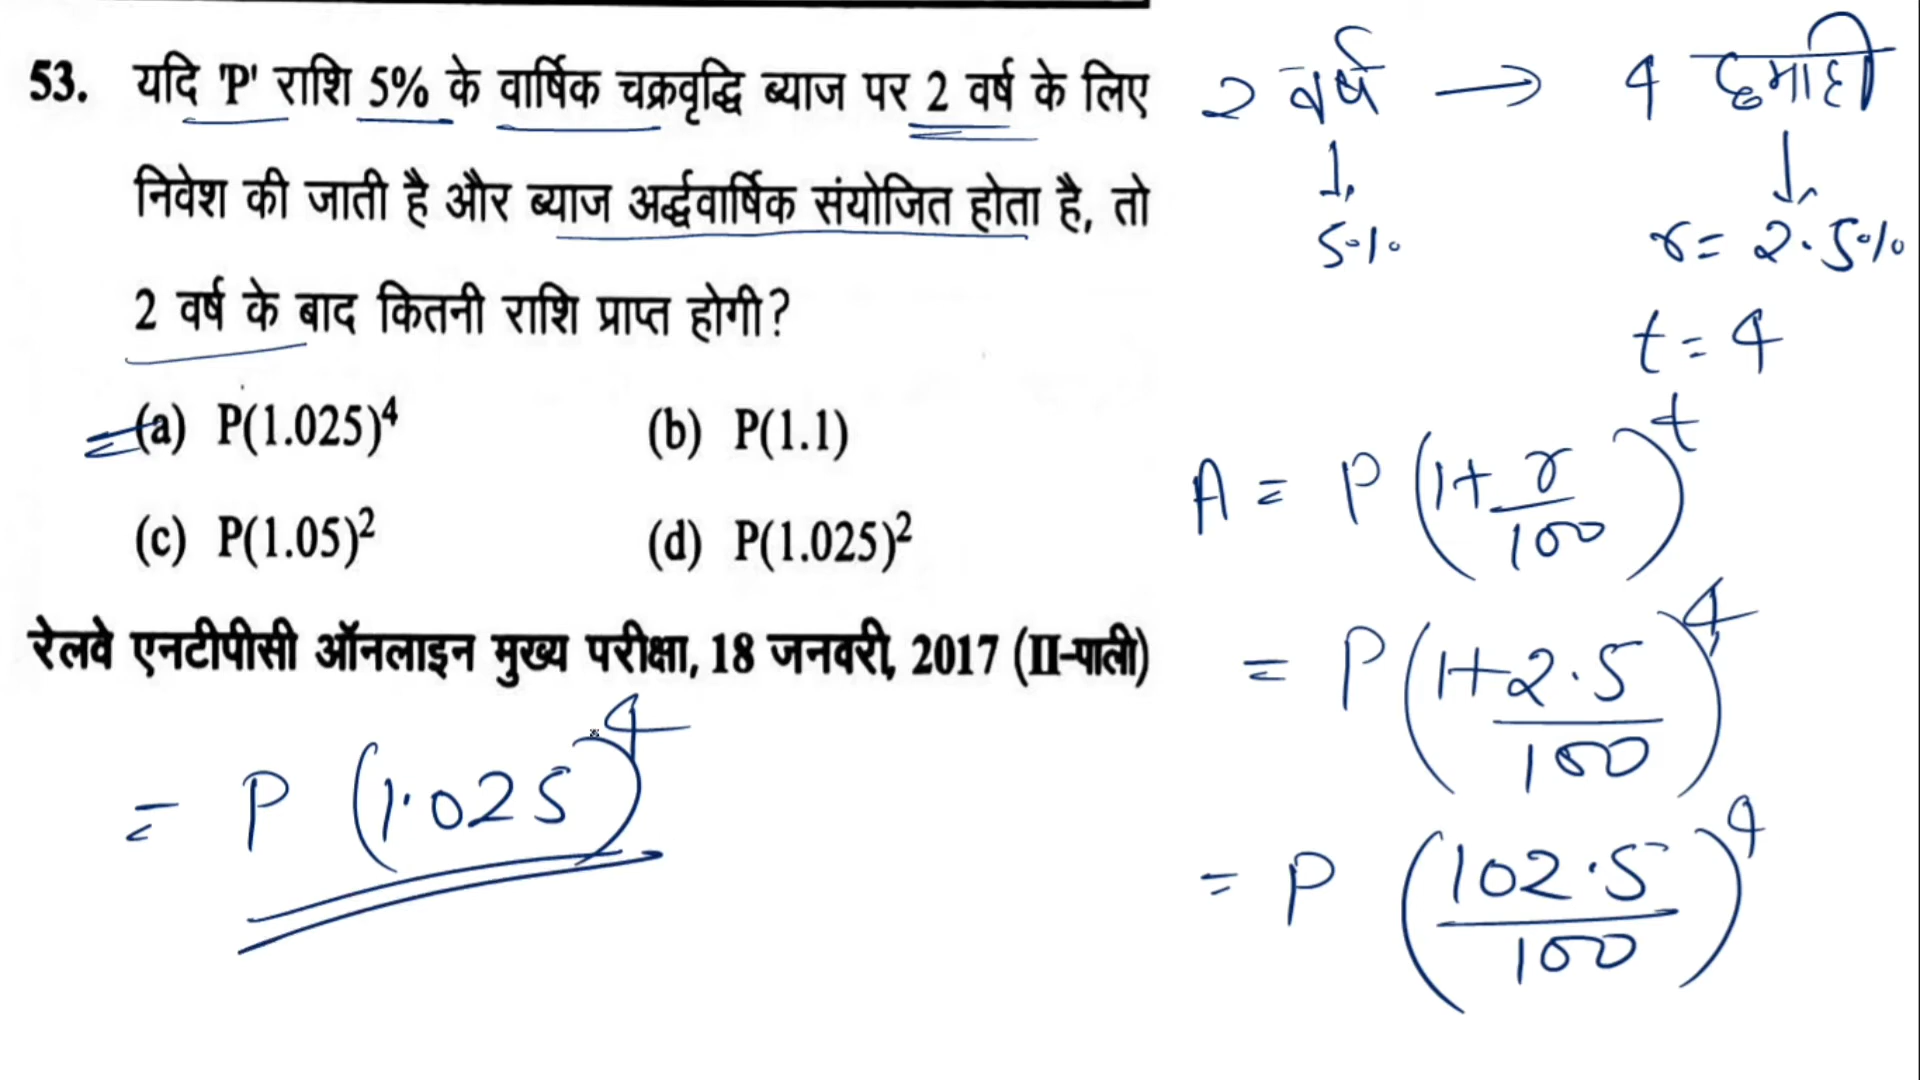 53. यदि 'P' राशि 5% के वार्षिक चक्रवृद्धि ब्याज पर 2 वर्ष के लिए
निवेश की जाती है और ब्याज अर्द्धवार्षिक संयोजित होता है, तो
2 वर्ष के बाद कितनी राशि प्राप्त होगी?
(a) P(1.025)⁴ (b) P(1.1)
(c) P(1.05)² (d) P(1.025)²
रेलवे एनटीपीसी ऑनलाइन मुख्य परीक्षा, 18 जनवरी, 2017 (II-पाली)
= P (1.025)⁴
2 वर्ष → 4 छमाही
↓ ↓
5% r = 2.5%
t = 4
A = P (1 + r/100)^t
= P (1 + 2.5/100)⁴
= P (102.5/100)⁴